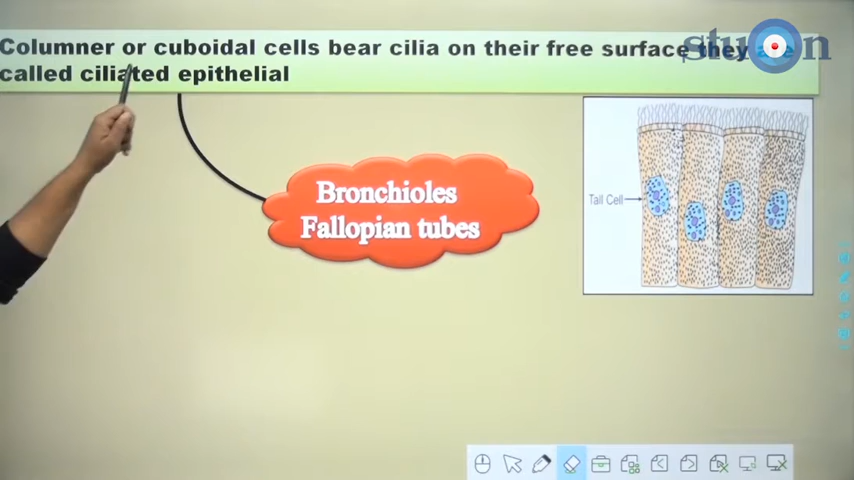 Columner or cuboidal cells bear cilia on their free surface they are
called ciliated epithelial
Bronchioles
Fallopian tubes
Tall Cell